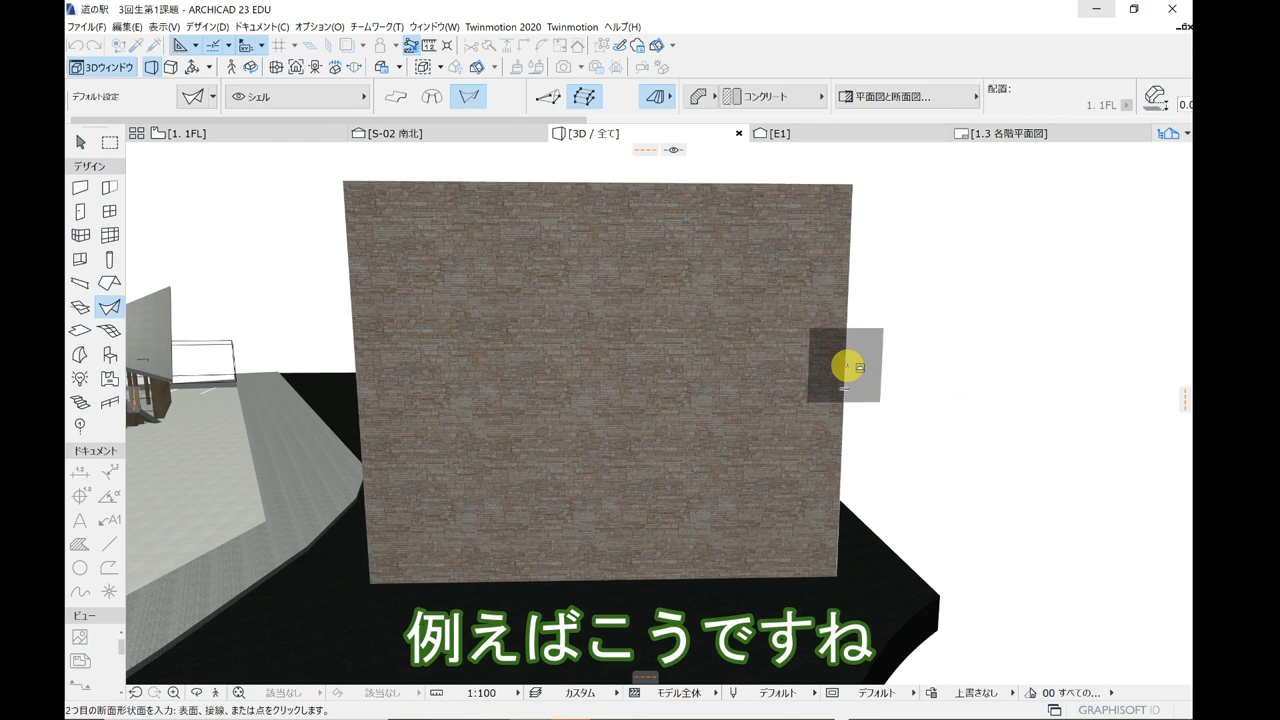 道の駅　3回生第1課題 - ARCHICAD 23 EDU
ファイル(F) 編集(E) 表示(V) デザイン(D) ドキュメント(C) オプション(O) チームワーク(T) ウィンドウ(W) Twinmotion 2020 Twinmotion ヘルプ(H)
3Dウィンドウ
デフォルト設定 シェル コンクリート 平面図と断面図... 配置:
1. 1FL 0.0
[1. 1FL] [S-02 南北] [3D / 全て] [E1] [1.3 各階平面図]
デザイン
ドキュメント
ビュー
例えばこうですね
該当なし 該当なし 1:100 カスタム モデル全体 デフォルト デフォルト 上書きなし 00 すべての...
2つ目の断面形状面を入力: 表面、接線、または点をクリックします。
GRAPHISOFT ID